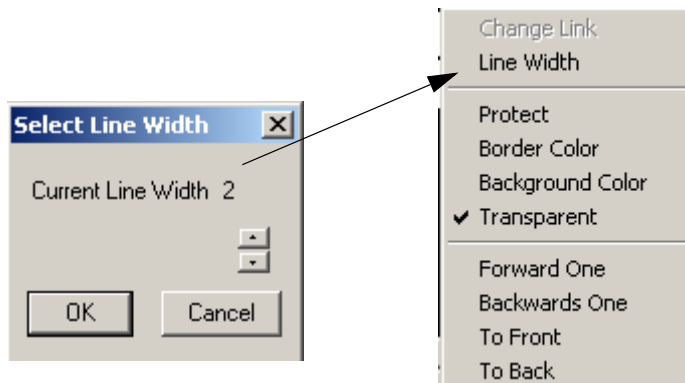 Select Line Width
Current Line Width 2
OK
Cancel
Change Link
Line Width
Protect
Border Color
Background Color
Transparent
Forward One
Backwards One
To Front
To Back